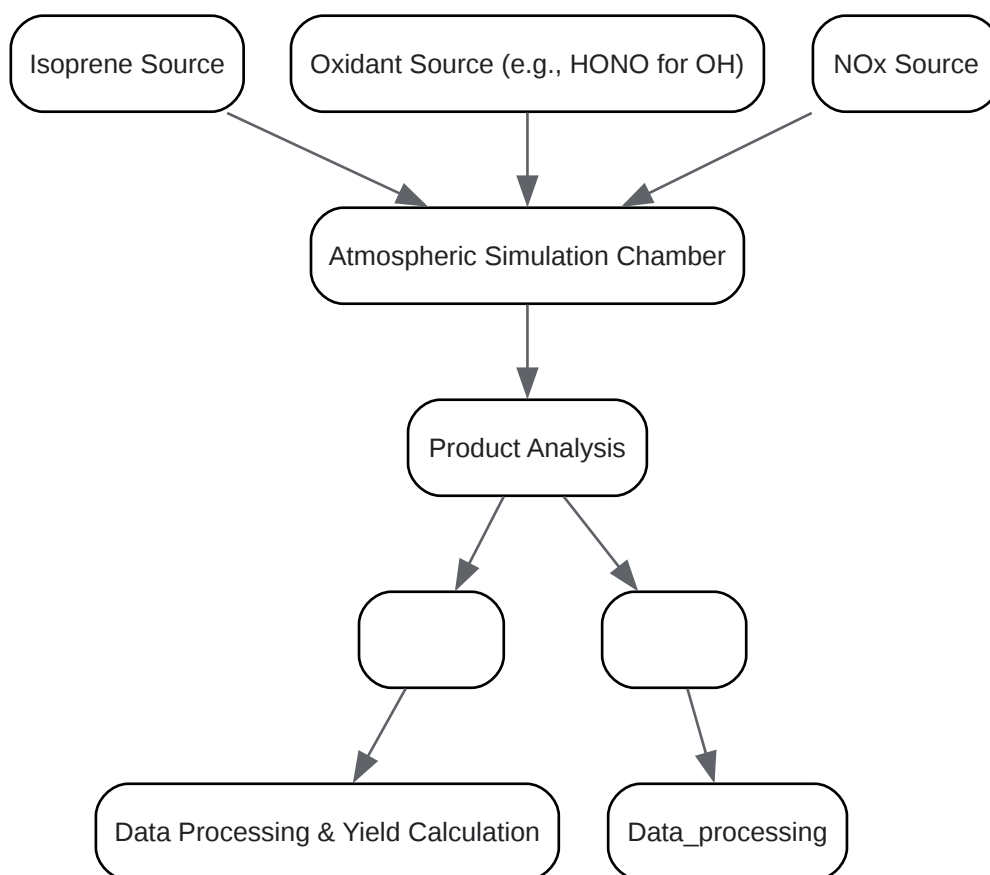 Isoprene Source
Oxidant Source (e.g., HONO for OH)
NOx Source
Atmospheric Simulation Chamber
Product Analysis
Data Processing & Yield Calculation
Data_processing